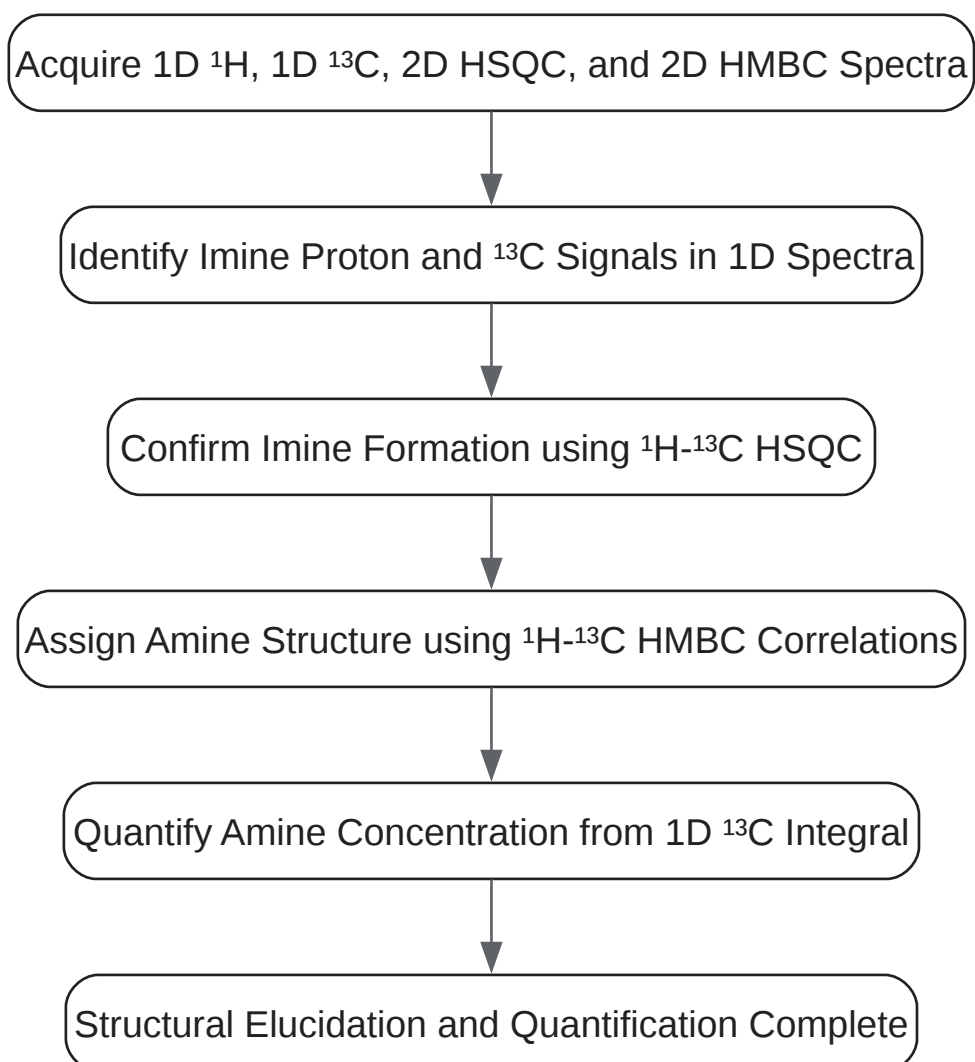 Acquire 1D ¹H, 1D ¹³C, 2D HSQC, and 2D HMBC Spectra
Identify Imine Proton and ¹³C Signals in 1D Spectra
Confirm Imine Formation using ¹H-¹³C HSQC
Assign Amine Structure using ¹H-¹³C HMBC Correlations
Quantify Amine Concentration from 1D ¹³C Integral
Structural Elucidation and Quantification Complete